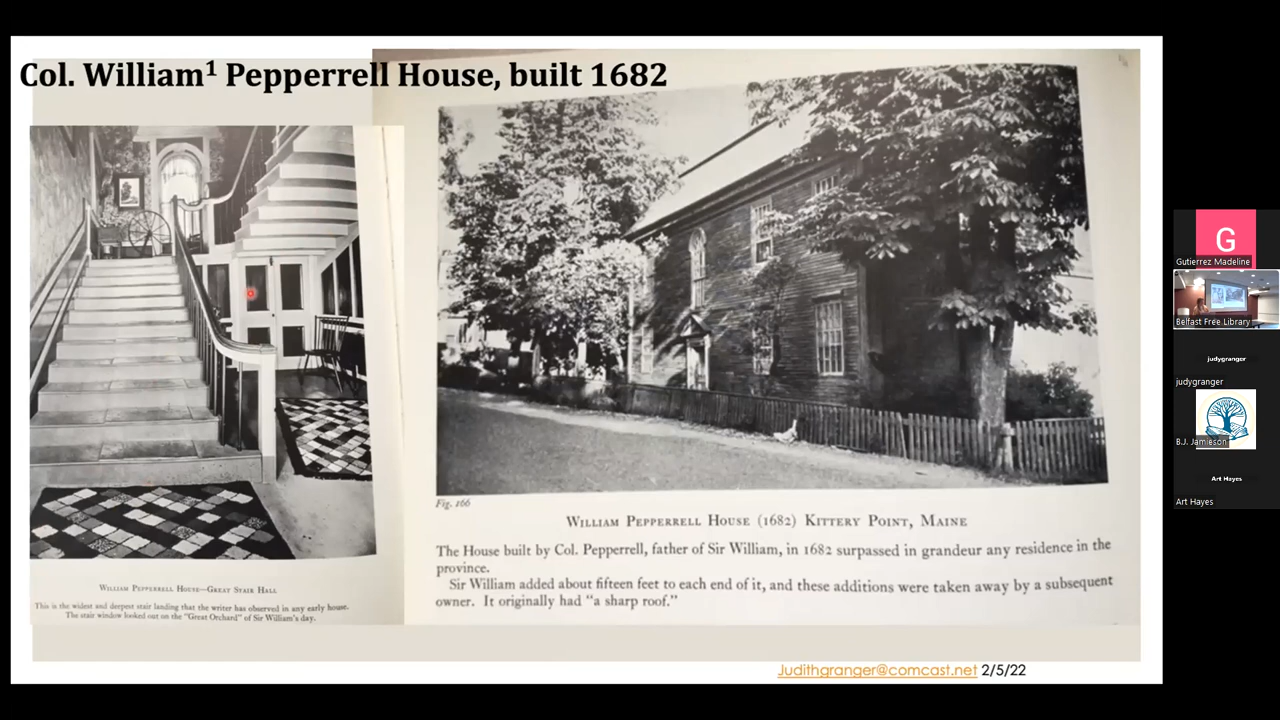 Col. William¹ Pepperrell House, built 1682
WILLIAM PEPPERRELL HOUSE—GREAT STAIR HALL
This is the widest and deepest stair landing that the writer has observed in any early house.
The stair window looked out on the "Great Orchard" of Sir William's day.
Fig. 166
WILLIAM PEPPERRELL HOUSE (1682) KITTERY POINT, MAINE
The House built by Col. Pepperrell, father of Sir William, in 1682 surpassed in grandeur any residence in the
province.
Sir William added about fifteen feet to each end of it, and these additions were taken away by a subsequent
owner. It originally had "a sharp roof."
Judithgranger@comcast.net 2/5/22
G
Gutierrez Madeline
Belfast Free Library
judygranger
judygranger
B.J. Jamieson
Art Hayes
Art Hayes